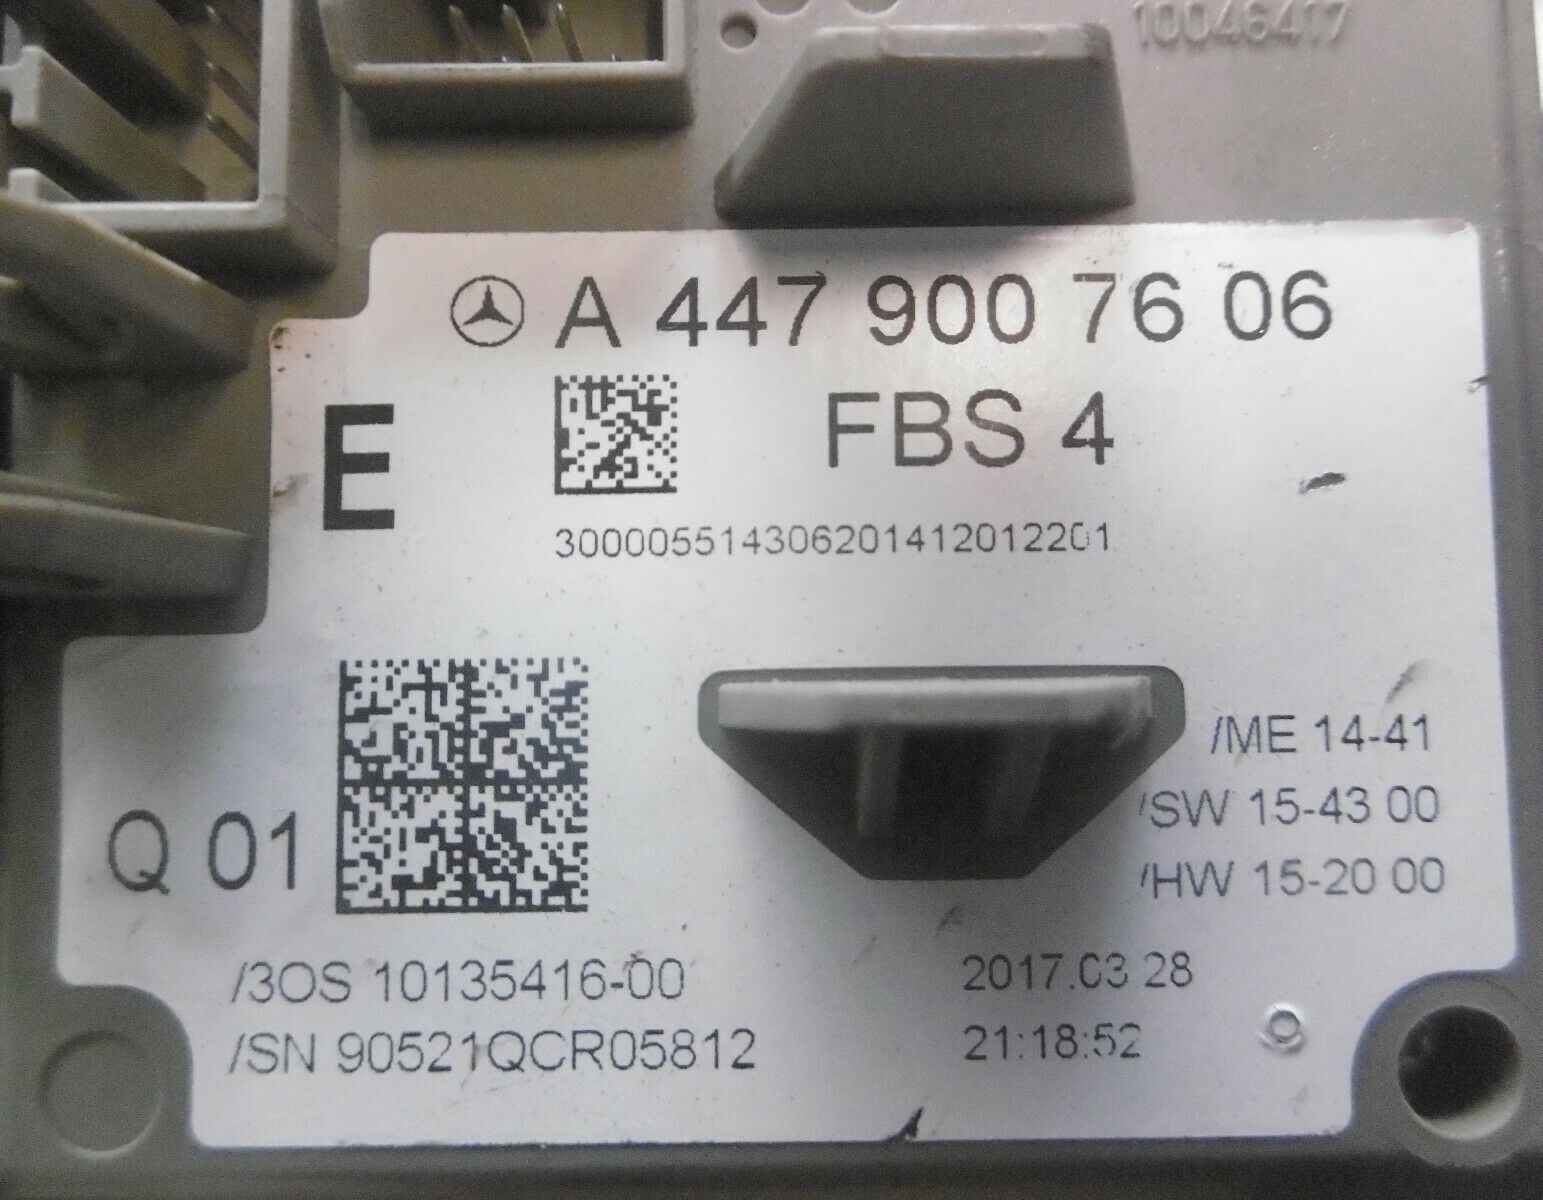 10046417
A 447 900 76 06
E
FBS 4
300005514306201412012201
/ME 14-41
/SW 15-43 00
/HW 15-20 00
Q 01
/3OS 10135416-00
2017.03.28
/SN 90521QCR05812
21:18:52